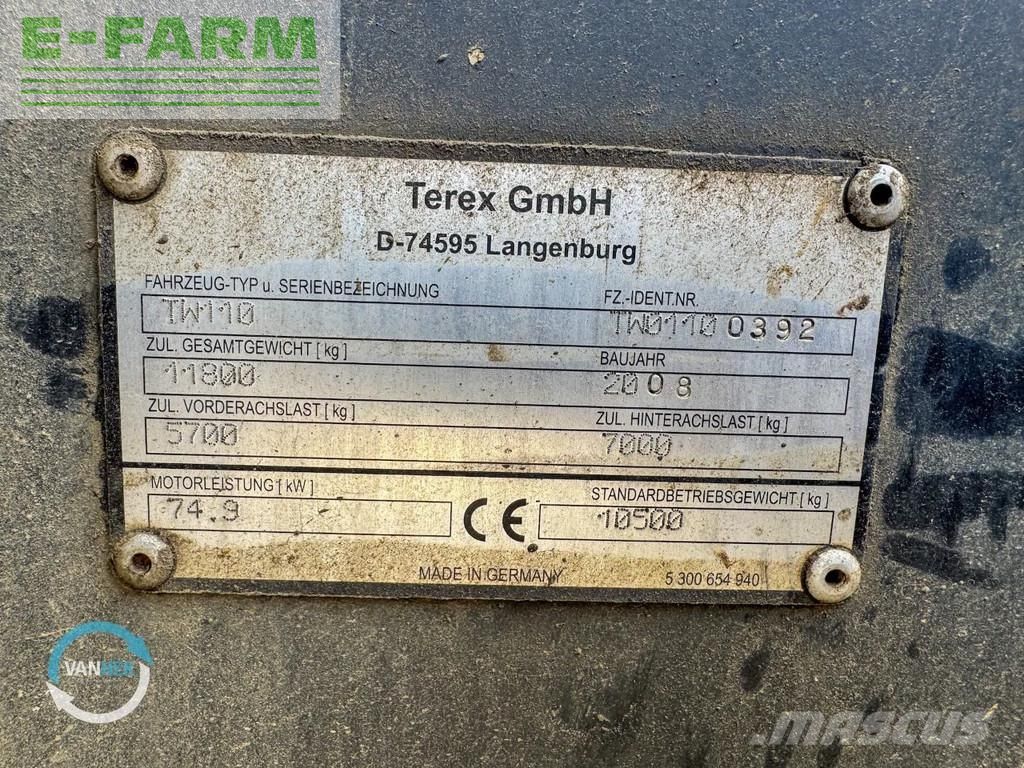 E-FARM
Terex GmbH
D-74595 Langenburg
FAHRZEUG-TYP u. SERIENBEZEICHNUNG FZ.-IDENT.NR.
TW110 TW0110 0392
ZUL. GESAMTGEWICHT [ kg ] BAUJAHR
11800 2008
ZUL. VORDERACHSLAST [ kg ] ZUL. HINTERACHSLAST [ kg ]
5700 7000
MOTORLEISTUNG [ kW ] STANDARDBETRIEBSGEWICHT [ kg ]
74.9 CE 10500
MADE IN GERMANY 5 300 654 940
VANHEN
MASCUS